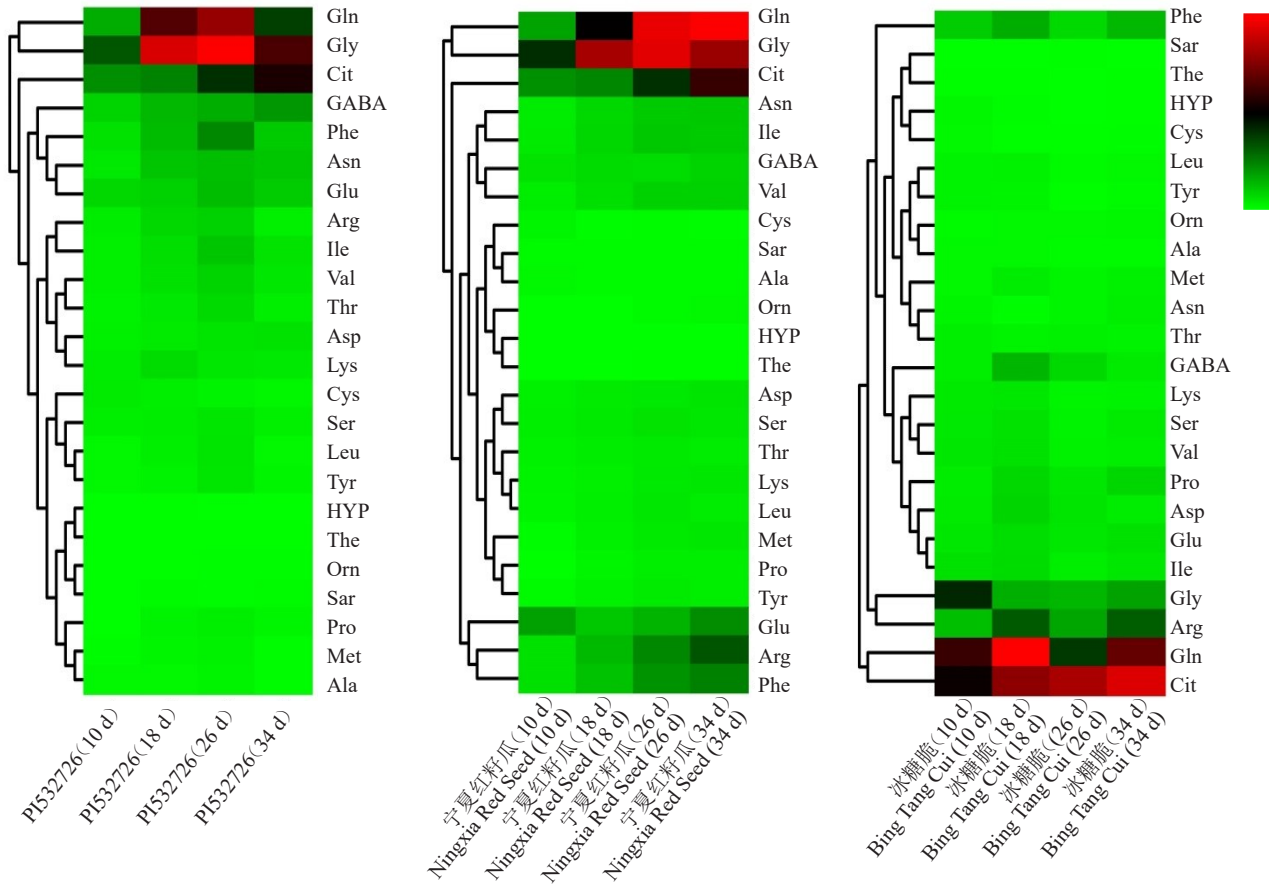 Gln
Gly
Cit
GABA
Phe
Asn
Glu
Arg
Ile
Val
Thr
Asp
Lys
Cys
Ser
Leu
Tyr
HYP
The
Orn
Sar
Pro
Met
Ala
PI532726（10 d）
PI532726（18 d）
PI532726（26 d）
PI532726（34 d）
Gln
Gly
Cit
Asn
Ile
GABA
Val
Cys
Sar
Ala
Orn
HYP
The
Asp
Ser
Thr
Lys
Leu
Met
Pro
Tyr
Glu
Arg
Phe
宁夏红籽瓜（10 d）
Ningxia Red Seed (10 d)
宁夏红籽瓜（18 d）
Ningxia Red Seed (18 d)
宁夏红籽瓜（26 d）
Ningxia Red Seed (26 d)
宁夏红籽瓜（34 d）
Ningxia Red Seed (34 d)
Phe
Sar
The
HYP
Cys
Leu
Tyr
Orn
Ala
Met
Asn
Thr
GABA
Lys
Ser
Val
Pro
Asp
Glu
Ile
Gly
Arg
Gln
Cit
冰糖脆（10 d）
Bing Tang Cui (10 d)
冰糖脆（18 d）
Bing Tang Cui (18 d)
冰糖脆（26 d）
Bing Tang Cui (26 d)
冰糖脆（34 d）
Bing Tang Cui (34 d)